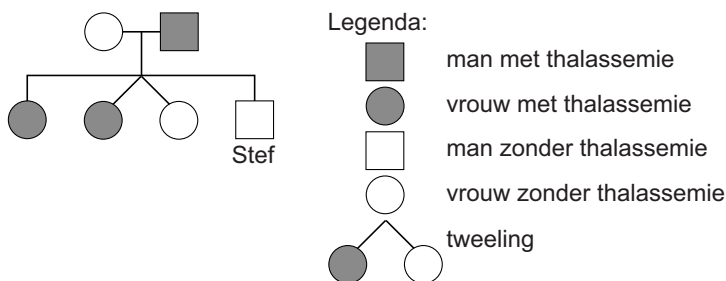 Legenda:
man met thalassemie
vrouw met thalassemie
man zonder thalassemie
Stef
vrouw zonder thalassemie
tweeling